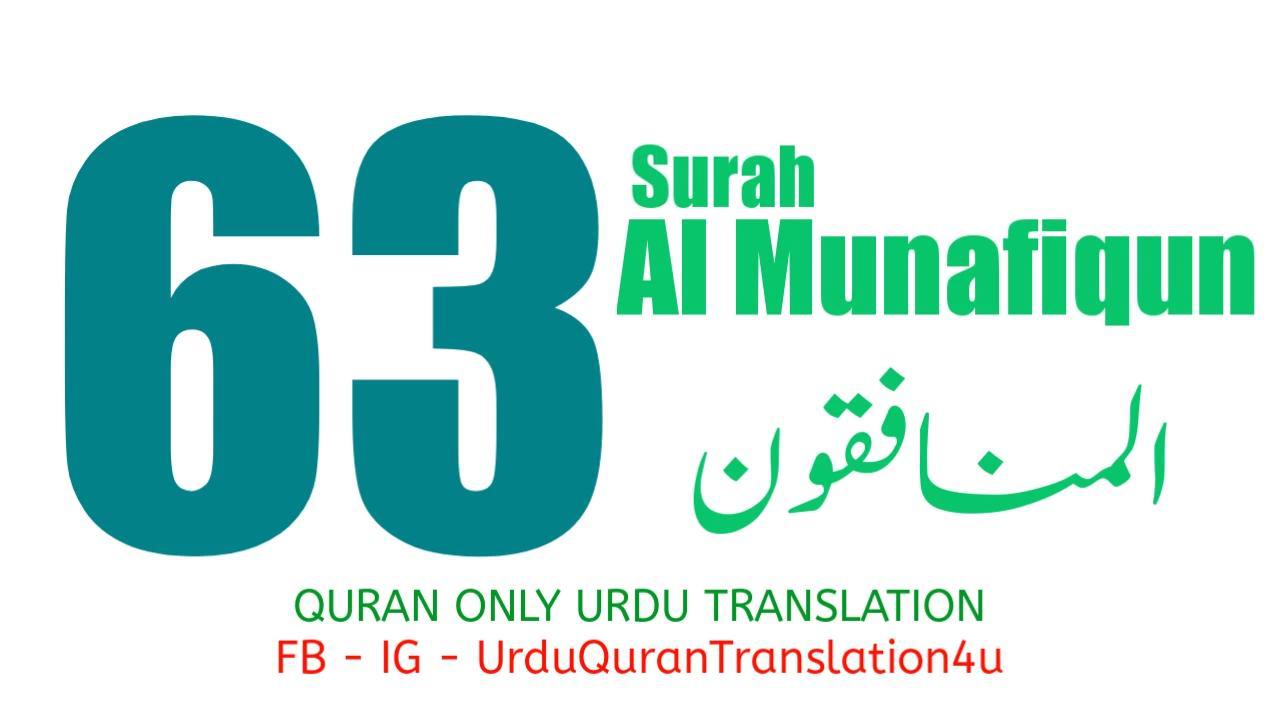 63
Surah
Al Munafiqun
المنافقون
QURAN ONLY URDU TRANSLATION
FB - IG - UrduQuranTranslation4u